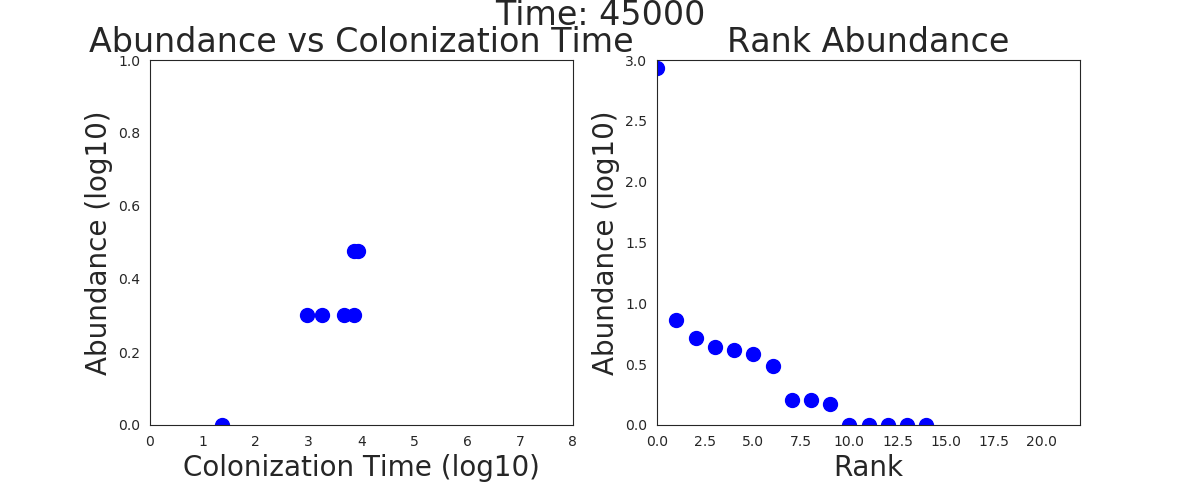 Time: 45000
Abundance vs Colonization Time
Rank Abundance
1.0
0.8
0.6
0.4
0.2
0.0
Abundance (log10)
0 1 2 3 4 5 6 7 8
Colonization Time (log10)
3.0
2.5
2.0
1.5
1.0
0.5
0.0
Abundance (log10)
0.0 2.5 5.0 7.5 10.0 12.5 15.0 17.5 20.0
Rank